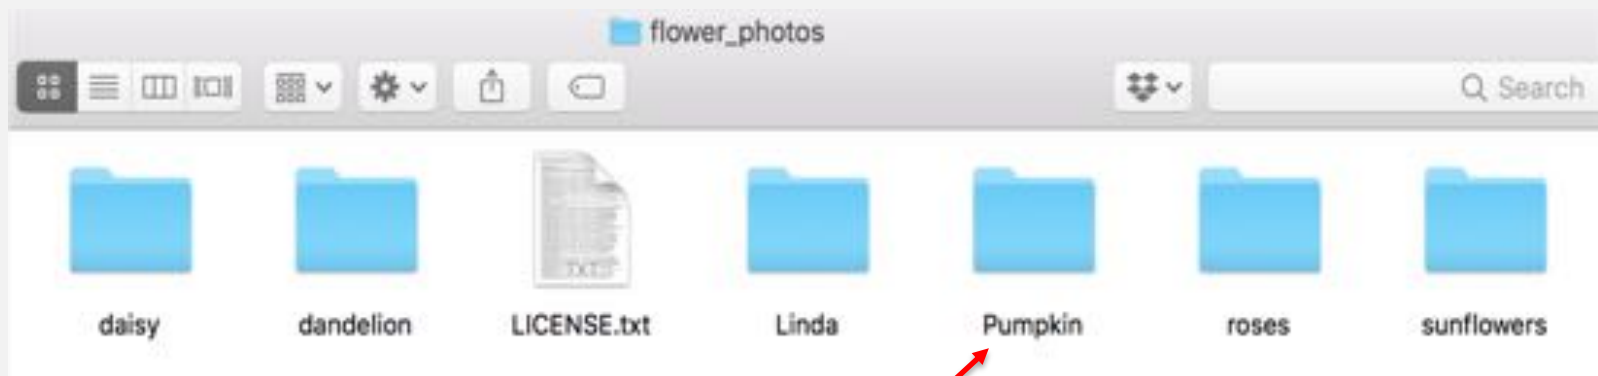 flower_photos
Search
daisy dandelion LICENSE.txt Linda Pumpkin roses sunflowers